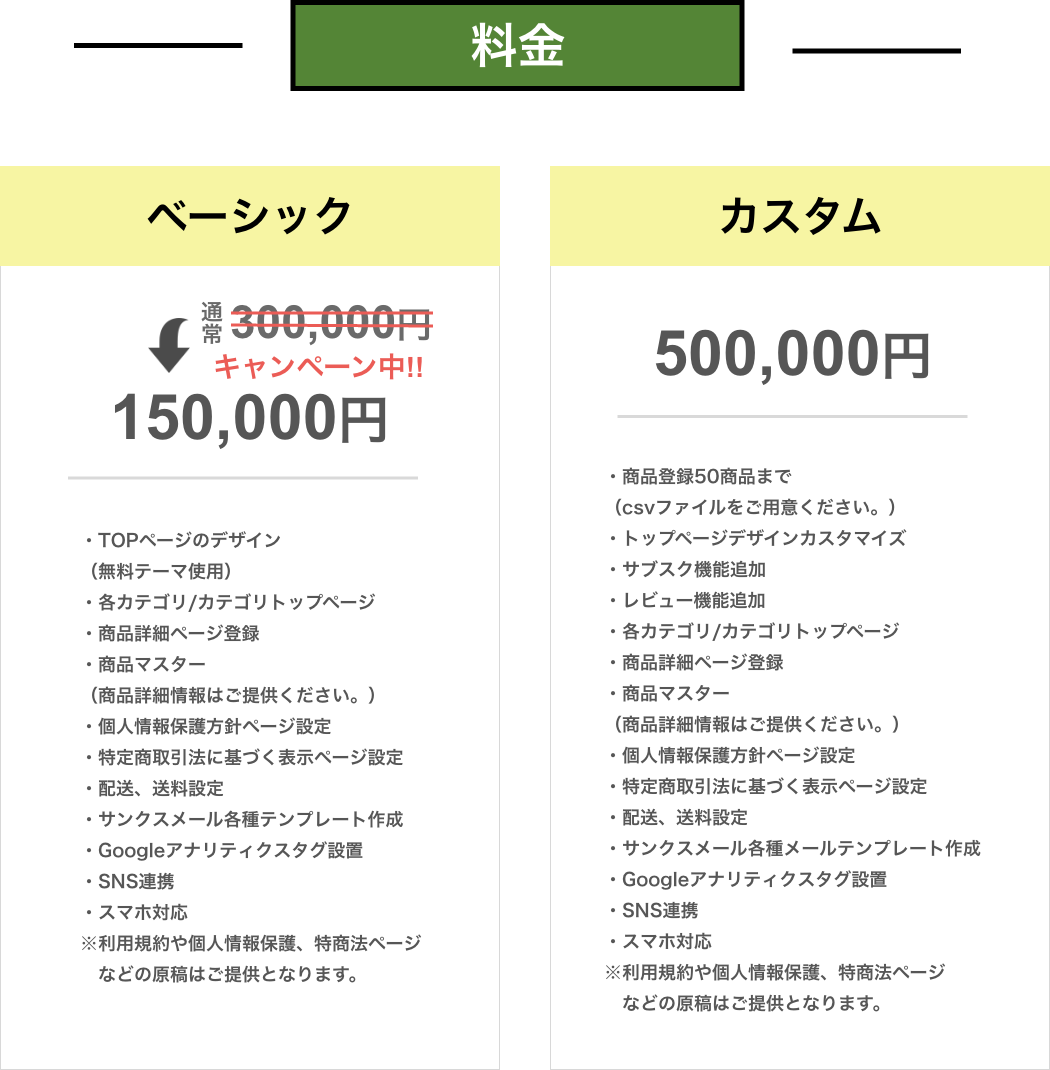 料金
ベーシック
通常
300,000円
キャンペーン中!!
150,000円
・TOPページのデザイン
（無料テーマ使用）
・各カテゴリ/カテゴリトップページ
・商品詳細ページ登録
・商品マスター
（商品詳細情報はご提供ください。）
・個人情報保護方針ページ設定
・特定商取引法に基づく表示ページ設定
・配送、送料設定
・サンクスメール各種テンプレート作成
・Googleアナリティクスタグ設置
・SNS連携
・スマホ対応
※利用規約や個人情報保護、特商法ページ
などの原稿はご提供となります。
カスタム
500,000円
・商品登録50商品まで
（csvファイルをご用意ください。）
・トップページデザインカスタマイズ
・サブスク機能追加
・レビュー機能追加
・各カテゴリ/カテゴリトップページ
・商品詳細ページ登録
・商品マスター
（商品詳細情報はご提供ください。）
・個人情報保護方針ページ設定
・特定商取引法に基づく表示ページ設定
・配送、送料設定
・サンクスメール各種メールテンプレート作成
・Googleアナリティクスタグ設置
・SNS連携
・スマホ対応
※利用規約や個人情報保護、特商法ページ
などの原稿はご提供となります。